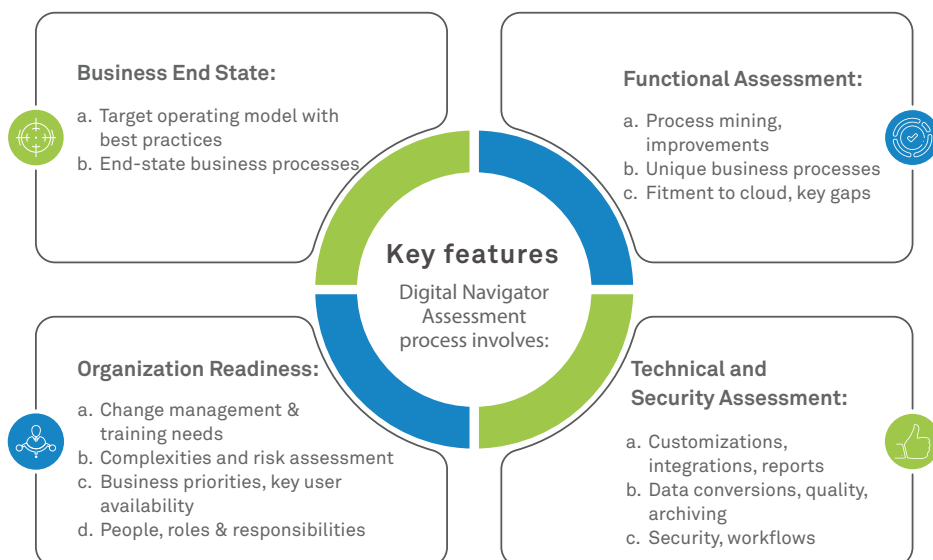 Business End State:
a. Target operating model with
best practices
b. End-state business processes
Functional Assessment:
a. Process mining,
improvements
b. Unique business processes
c. Fitment to cloud, key gaps
Key features
Digital Navigator
Assessment
process involves:
Organization Readiness:
a. Change management &
training needs
b. Complexities and risk assessment
c. Business priorities, key user
availability
d. People, roles & responsibilities
Technical and
Security Assessment:
a. Customizations,
integrations, reports
b. Data conversions, quality,
archiving
c. Security, workflows